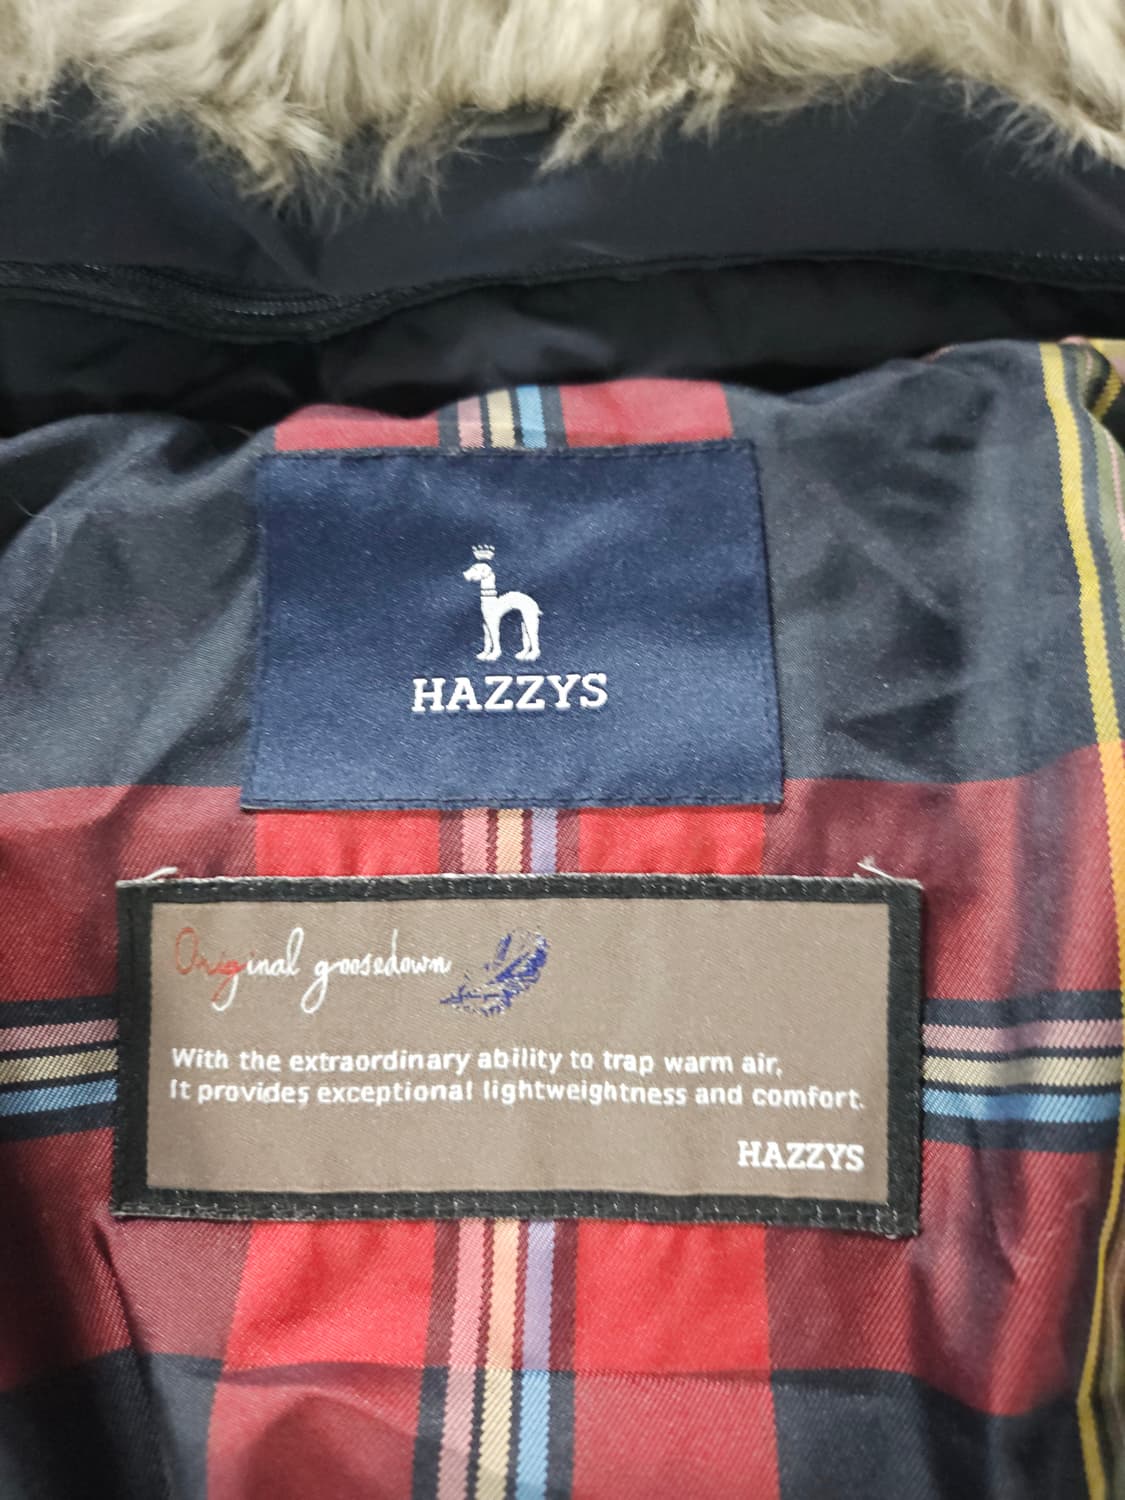 HAZZYS
Original goosedown
With the extraordinary ability to trap warm air,
It provides exceptional lightweightness and comfort.
HAZZYS